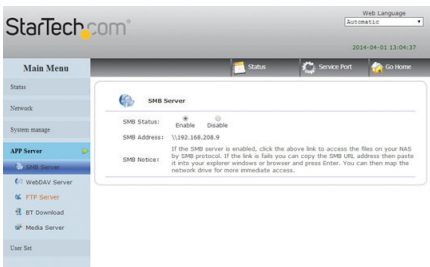 Web Language
StarTech.com
Automatic
2014-04-01 13:04:37
Main Menu
Status
Service Port
Go Home
Status
Network
System manage
APP Server
SMB Server
WebDAV Server
FTP Server
BT Download
Media Server
User Set
SMB Server
SMB Status:
Enable
Disable
SMB Address: \\192.168.208.9
SMB Notice:
If the SMB server is enabled, click the above link to access the files on your NAS
by SMB protocol. If the link is fails you can copy the SMB URL address then paste
it into your explorer windows or browser and press Enter. You can then map the
network drive for more immediate access.